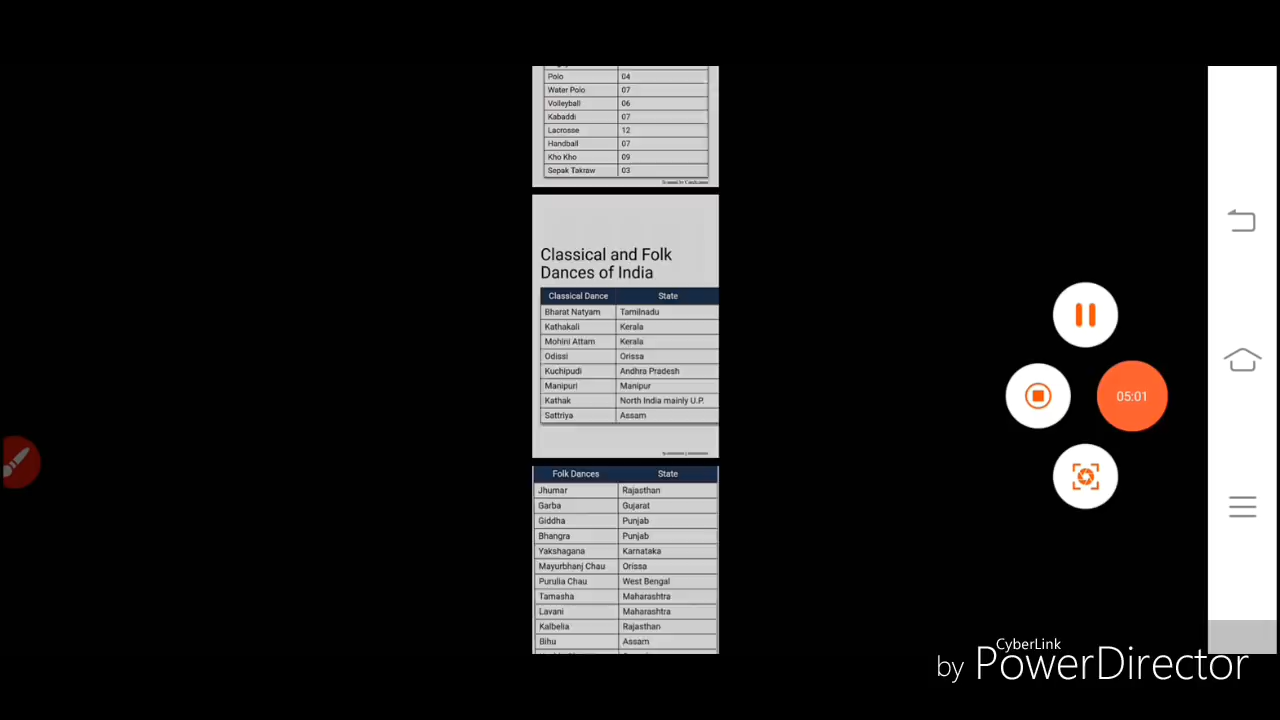 Polo 04
Water Polo 07
Volleyball 06
Kabaddi 07
Lacrosse 12
Handball 07
Kho Kho 09
Sepak Takraw 03
Classical and Folk
Dances of India
Classical Dance State
Bharat Natyam Tamilnadu
Kathakali Kerala
Mohini Attam Kerala
Odissi Orissa
Kuchipudi Andhra Pradesh
Manipuri Manipur
Kathak North India mainly U.P.
Sattriya Assam
Folk Dances State
Jhumar Rajasthan
Garba Gujarat
Giddha Punjab
Bhangra Punjab
Yakshagana Karnataka
Mayurbhanj Chau Orissa
Purulia Chau West Bengal
Tamasha Maharashtra
Lavani Maharashtra
Kalbelia Rajasthan
Bihu Assam
05:01
CyberLink
by PowerDirector